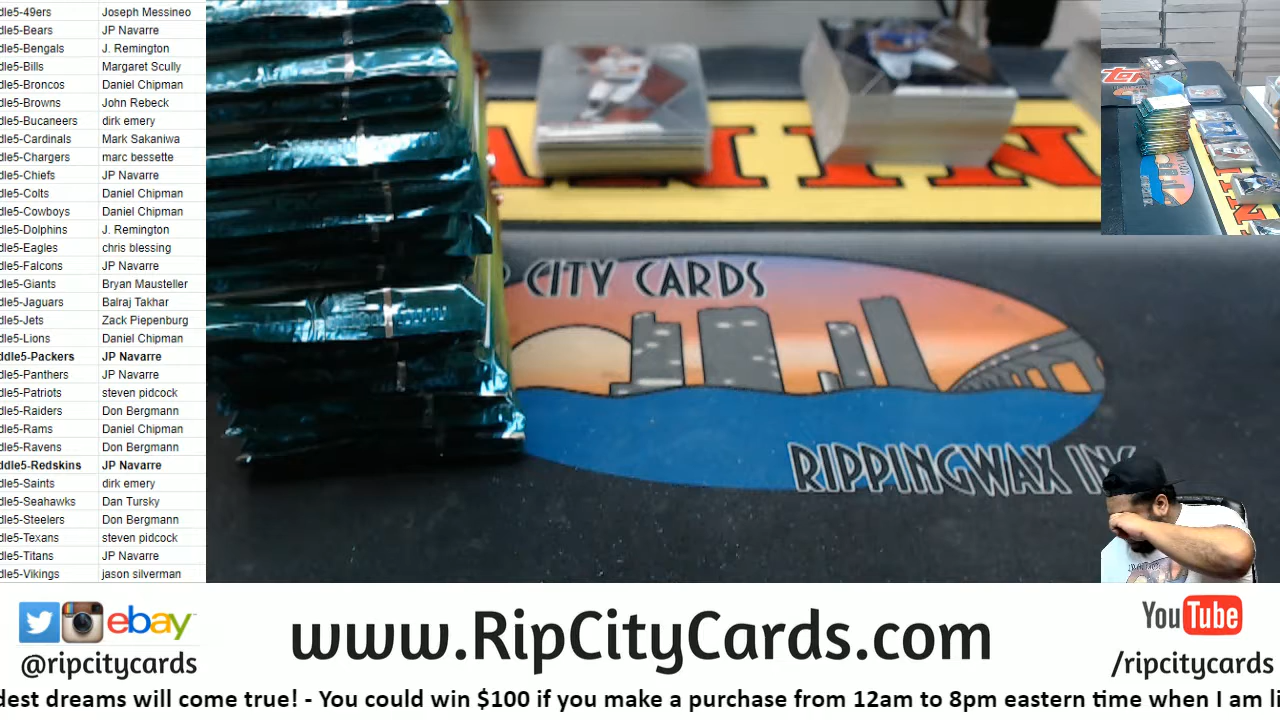 dle5-49ers Joseph Messineo
dle5-Bears JP Navarre
dle5-Bengals J. Remington
dle5-Bills Margaret Scully
dle5-Broncos Daniel Chipman
dle5-Browns John Rebeck
dle5-Bucaneers dirk emery
dle5-Cardinals Mark Sakaniwa
dle5-Chargers marc bessette
dle5-Chiefs JP Navarre
dle5-Colts Daniel Chipman
dle5-Cowboys Daniel Chipman
dle5-Dolphins J. Remington
dle5-Eagles chris blessing
dle5-Falcons JP Navarre
dle5-Giants Bryan Mausteller
dle5-Jaguars Balraj Takhar
dle5-Jets Zack Piepenburg
dle5-Lions Daniel Chipman
ddle5-Packers JP Navarre
dle5-Panthers JP Navarre
dle5-Patriots steven pidcock
dle5-Raiders Don Bergmann
dle5-Rams Daniel Chipman
dle5-Ravens Don Bergmann
ddle5-Redskins JP Navarre
dle5-Saints dirk emery
dle5-Seahawks Dan Tursky
dle5-Steelers Don Bergmann
dle5-Texans steven pidcock
dle5-Titans JP Navarre
dle5-Vikings jason silverman
ANINI
P CITY CARDS
RIPPINGWAX INC
ebay
@ripcitycards
www.RipCityCards.com
YouTube
/ripcitycards
dest dreams will come true! - You could win $100 if you make a purchase from 12am to 8pm eastern time when I am li